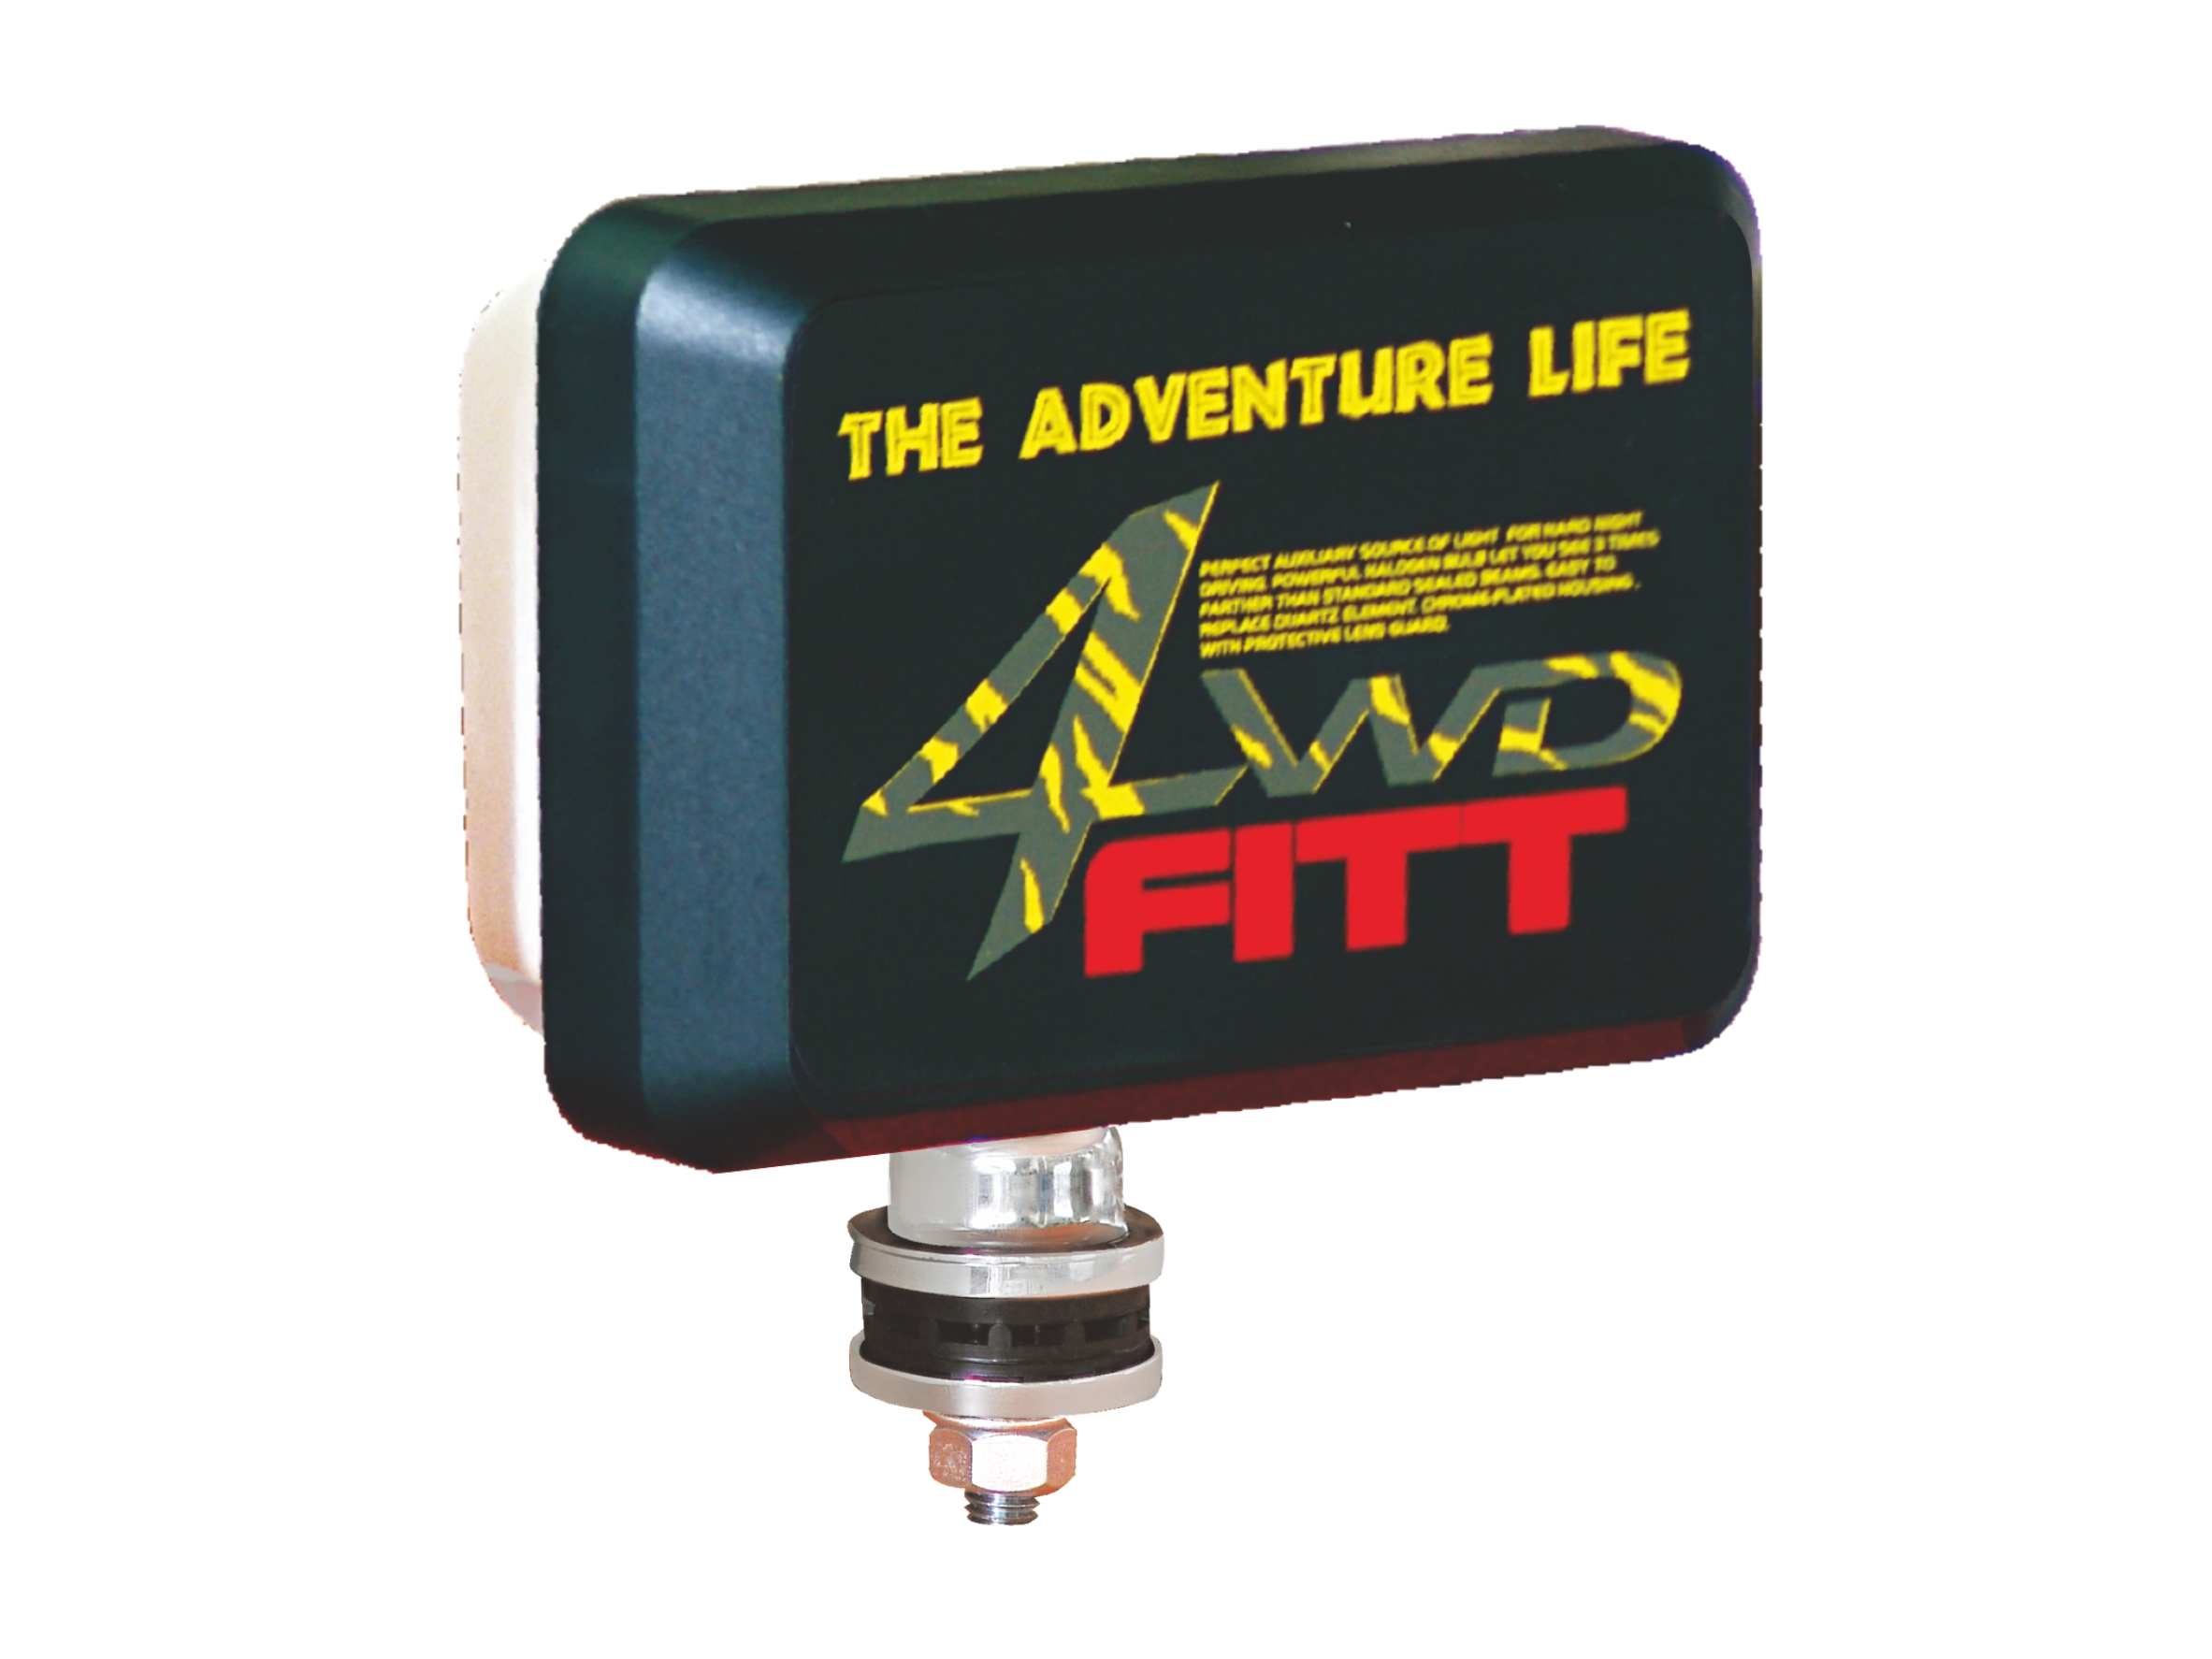 THE ADVENTURE LIFE
PERFECT AUXILIARY SOURCE OF LIGHT FOR HARD NIGHT
DRIVING. POWERFUL HALOGEN BULB LET YOU SEE 3 TIMES
FARTHER THAN STANDARD SEALED BEAMS. EASY TO
REPLACE QUARTZ ELEMENT. CHROME-PLATED HOUSING,
WITH PROTECTIVE LENS GUARD.
4WD
FITT